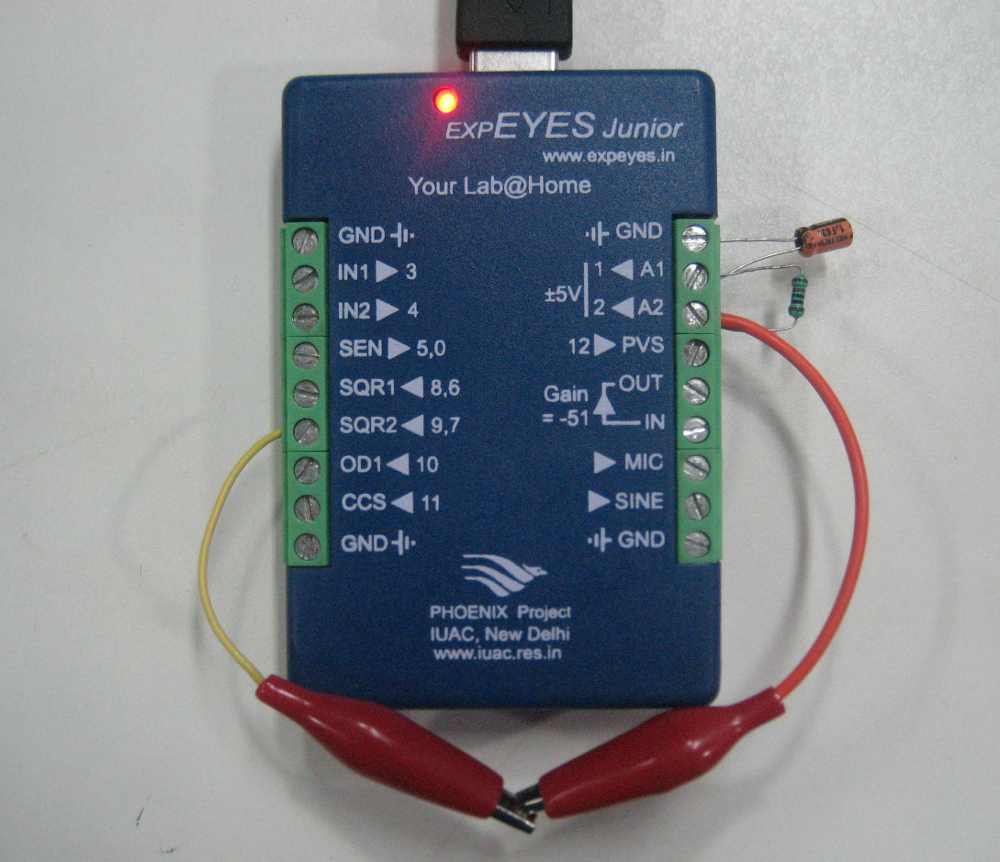 EXPEYES Junior
www.expeyes.in
Your Lab@Home
GND
IN1 3
IN2 4
SEN 5,0
SQR1 8,6
SQR2 9,7
OD1 10
CCS 11
GND
GND
1 A1
±5V
2 A2
12 PVS
OUT
Gain
= -51
IN
MIC
SINE
GND
PHOENIX Project
IUAC, New Delhi
www.iuac.res.in